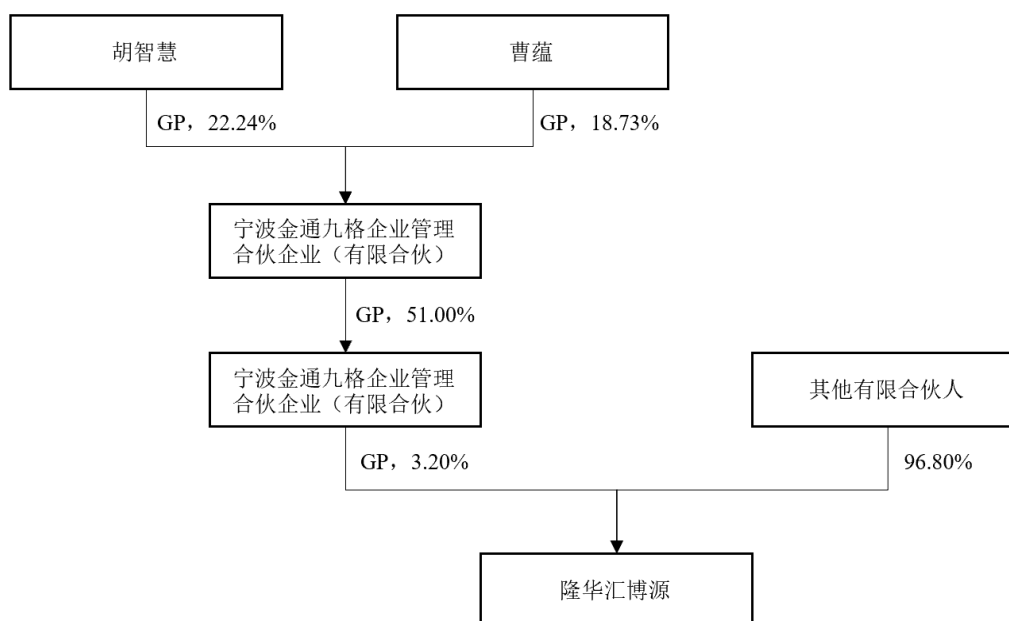 胡智慧
曹蕴
GP，22.24%
GP，18.73%
宁波金通九格企业管理
合伙企业（有限合伙）
GP，51.00%
宁波金通九格企业管理
合伙企业（有限合伙）
其他有限合伙人
GP，3.20%
96.80%
隆华汇博源